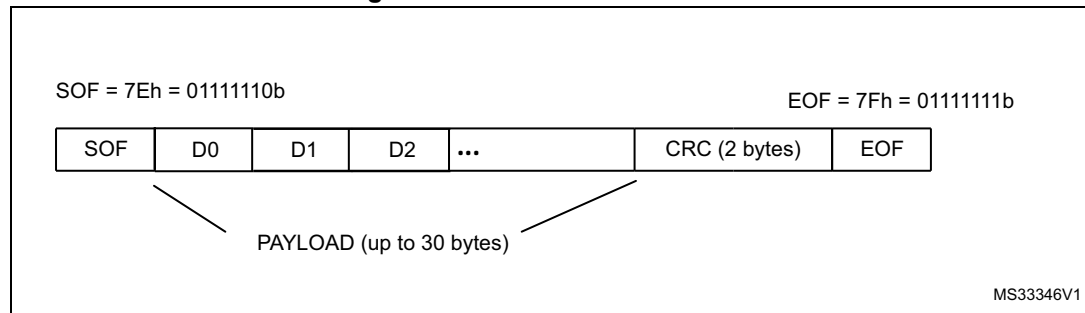 SOF = 7Eh = 01111110b
EOF = 7Fh = 01111111b
SOF D0 D1 D2 ... CRC (2 bytes) EOF
PAYLOAD (up to 30 bytes)
MS33346V1